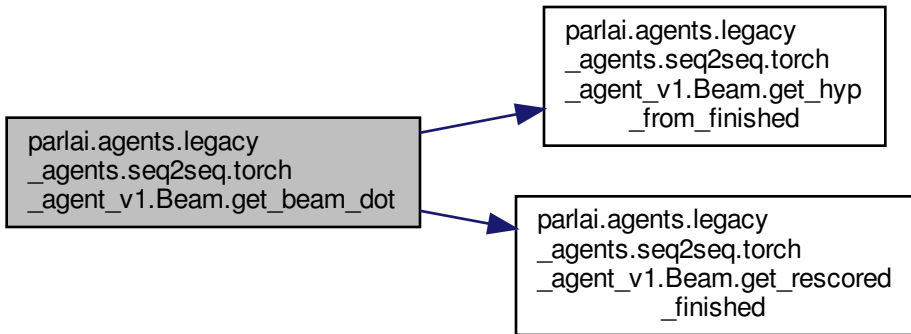 parlai.agents.legacy
_agents.seq2seq.torch
_agent_v1.Beam.get_beam_dot
parlai.agents.legacy
_agents.seq2seq.torch
_agent_v1.Beam.get_hyp
_from_finished
parlai.agents.legacy
_agents.seq2seq.torch
_agent_v1.Beam.get_rescored
_finished